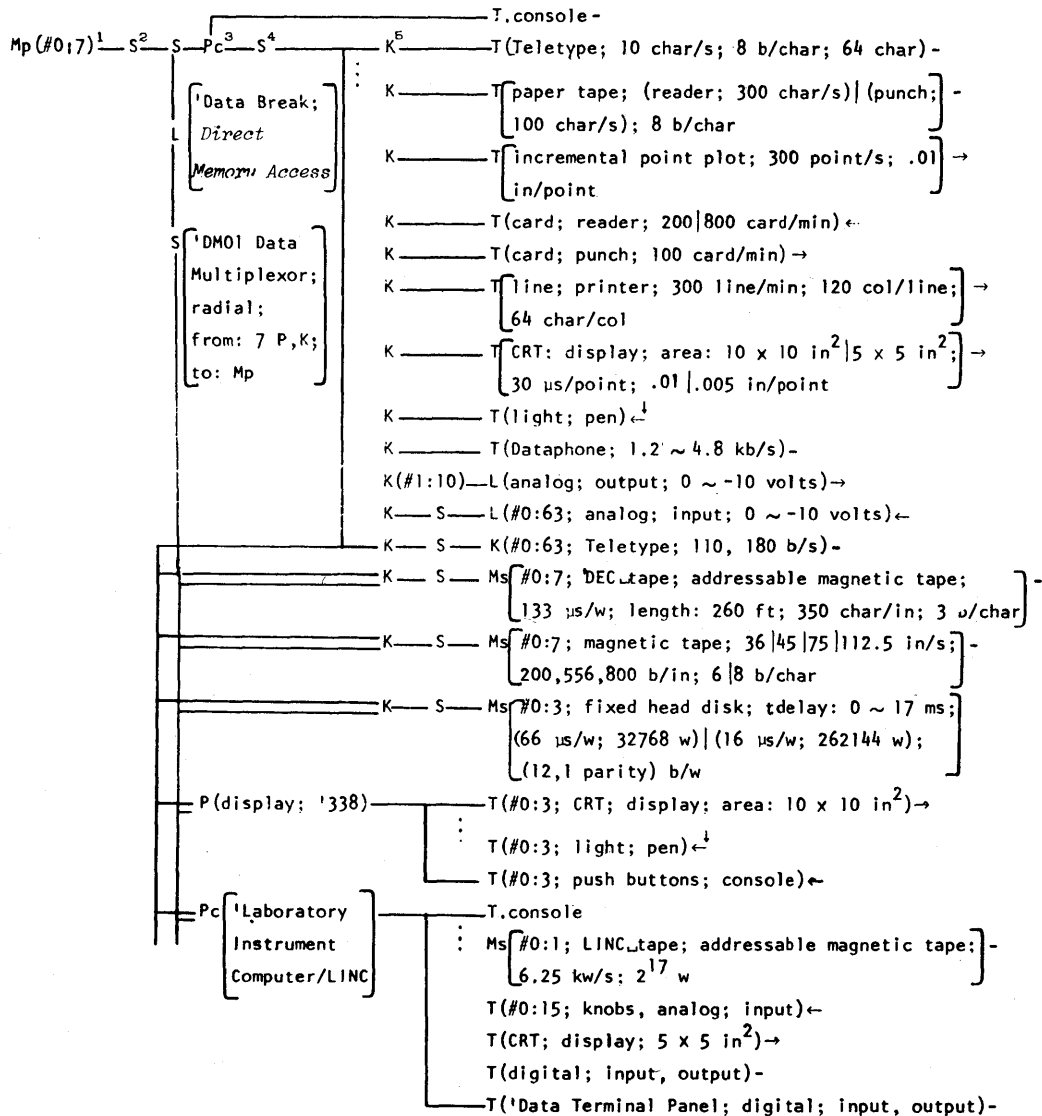 T.console -
Mp(#0:7)¹ — S² — S — Pc³ — S⁴ — K⁵ — T(Teletype; 10 char/s; 8 b/char; 64 char) -
K — T[paper tape; (reader; 300 char/s)|(punch; -
100 char/s); 8 b/char]
L ['Data Break;
Direct
Memory Access]
K — T[incremental point plot; 300 point/s; .01 →
in/point]
K — T(card; reader; 200|800 card/min) ←
K — T(card; punch; 100 card/min) →
S ['DM01 Data
Multiplexor;
radial;
from: 7 P,K;
to: Mp]
K — T[line; printer; 300 line/min; 120 col/line; →
64 char/col]
K — T[CRT: display; area: 10 x 10 in²|5 x 5 in²; →
30 µs/point; .01|.005 in/point]
K — T(light; pen) ←↓
K — T(Dataphone; 1.2 ~ 4.8 kb/s) -
K(#1:10) — L(analog; output; 0 ~ -10 volts) →
K — S — L(#0:63; analog; input; 0 ~ -10 volts) ←
K — S — K(#0:63; Teletype; 110, 180 b/s) -
K — S — Ms[#0:7; 'DEC␣tape; addressable magnetic tape; -
133 µs/w; length: 260 ft; 350 char/in; 3 b/char]
K — S — Ms[#0:7; magnetic tape; 36|45|75|112.5 in/s; -
200,556,800 b/in; 6|8 b/char]
K — S — Ms[#0:3; fixed head disk; tdelay: 0 ~ 17 ms;
(66 µs/w; 32768 w)|(16 µs/w; 262144 w);
(12,1 parity) b/w]
P(display; '338) — T(#0:3; CRT; display; area: 10 x 10 in²) →
T(#0:3; light; pen) ←↓
T(#0:3; push buttons; console) ←
Pc ['Laboratory
Instrument
Computer/LINC]
T.console
Ms[#0:1; LINC␣tape; addressable magnetic tape; -
6.25 kw/s; 2¹⁷ w]
T(#0:15; knobs, analog; input) ←
T(CRT; display; 5 X 5 in²) →
T(digital; input, output) -
T('Data Terminal Panel; digital; input, output) -